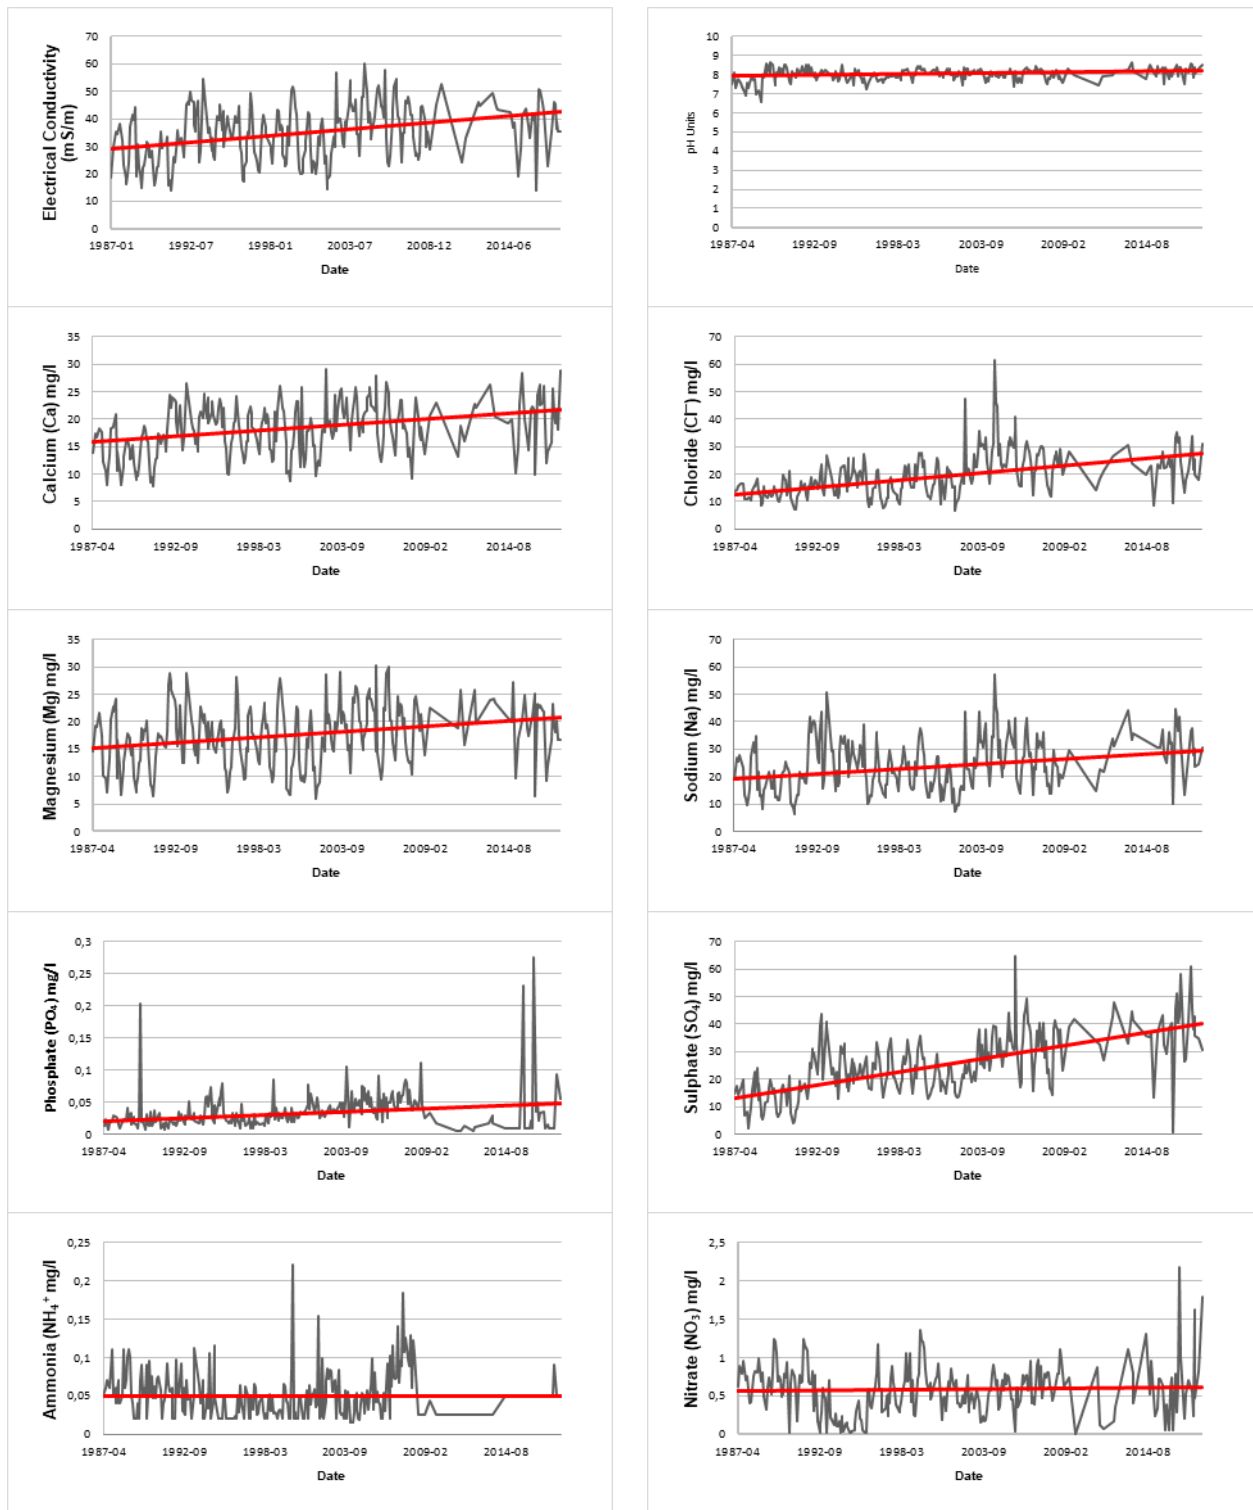 Electrical Conductivity
(mS/m)
70
60
50
40
30
20
10
0
1987-01 1992-07 1998-01 2003-07 2008-12 2014-06
Date
pH Units
10
9
8
7
6
5
4
3
2
1
0
1987-04 1992-09 1998-03 2003-09 2009-02 2014-08
Date
Calcium (Ca) mg/l
35
30
25
20
15
10
5
0
1987-04 1992-09 1998-03 2003-09 2009-02 2014-08
Date
Chloride (Cl⁻) mg/l
70
60
50
40
30
20
10
0
1987-04 1992-09 1998-03 2003-09 2009-02 2014-08
Date
Magnesium (Mg) mg/l
35
30
25
20
15
10
5
0
1987-04 1992-09 1998-03 2003-09 2009-02 2014-08
Date
Sodium (Na) mg/l
70
60
50
40
30
20
10
0
1987-04 1992-09 1998-03 2003-09 2009-02 2014-08
Date
Phosphate (PO₄) mg/l
0,3
0,25
0,2
0,15
0,1
0,05
0
1987-04 1992-09 1998-03 2003-09 2009-02 2014-08
Date
Sulphate (SO₄) mg/l
70
60
50
40
30
20
10
0
1987-04 1992-09 1998-03 2003-09 2009-02 2014-08
Date
Ammonia (NH₄⁺ mg/l
0,25
0,2
0,15
0,1
0,05
0
1987-04 1992-09 1998-03 2003-09 2009-02 2014-08
Date
Nitrate (NO₃) mg/l
2,5
2
1,5
1
0,5
0
1987-04 1992-09 1998-03 2003-09 2009-02 2014-08
Date